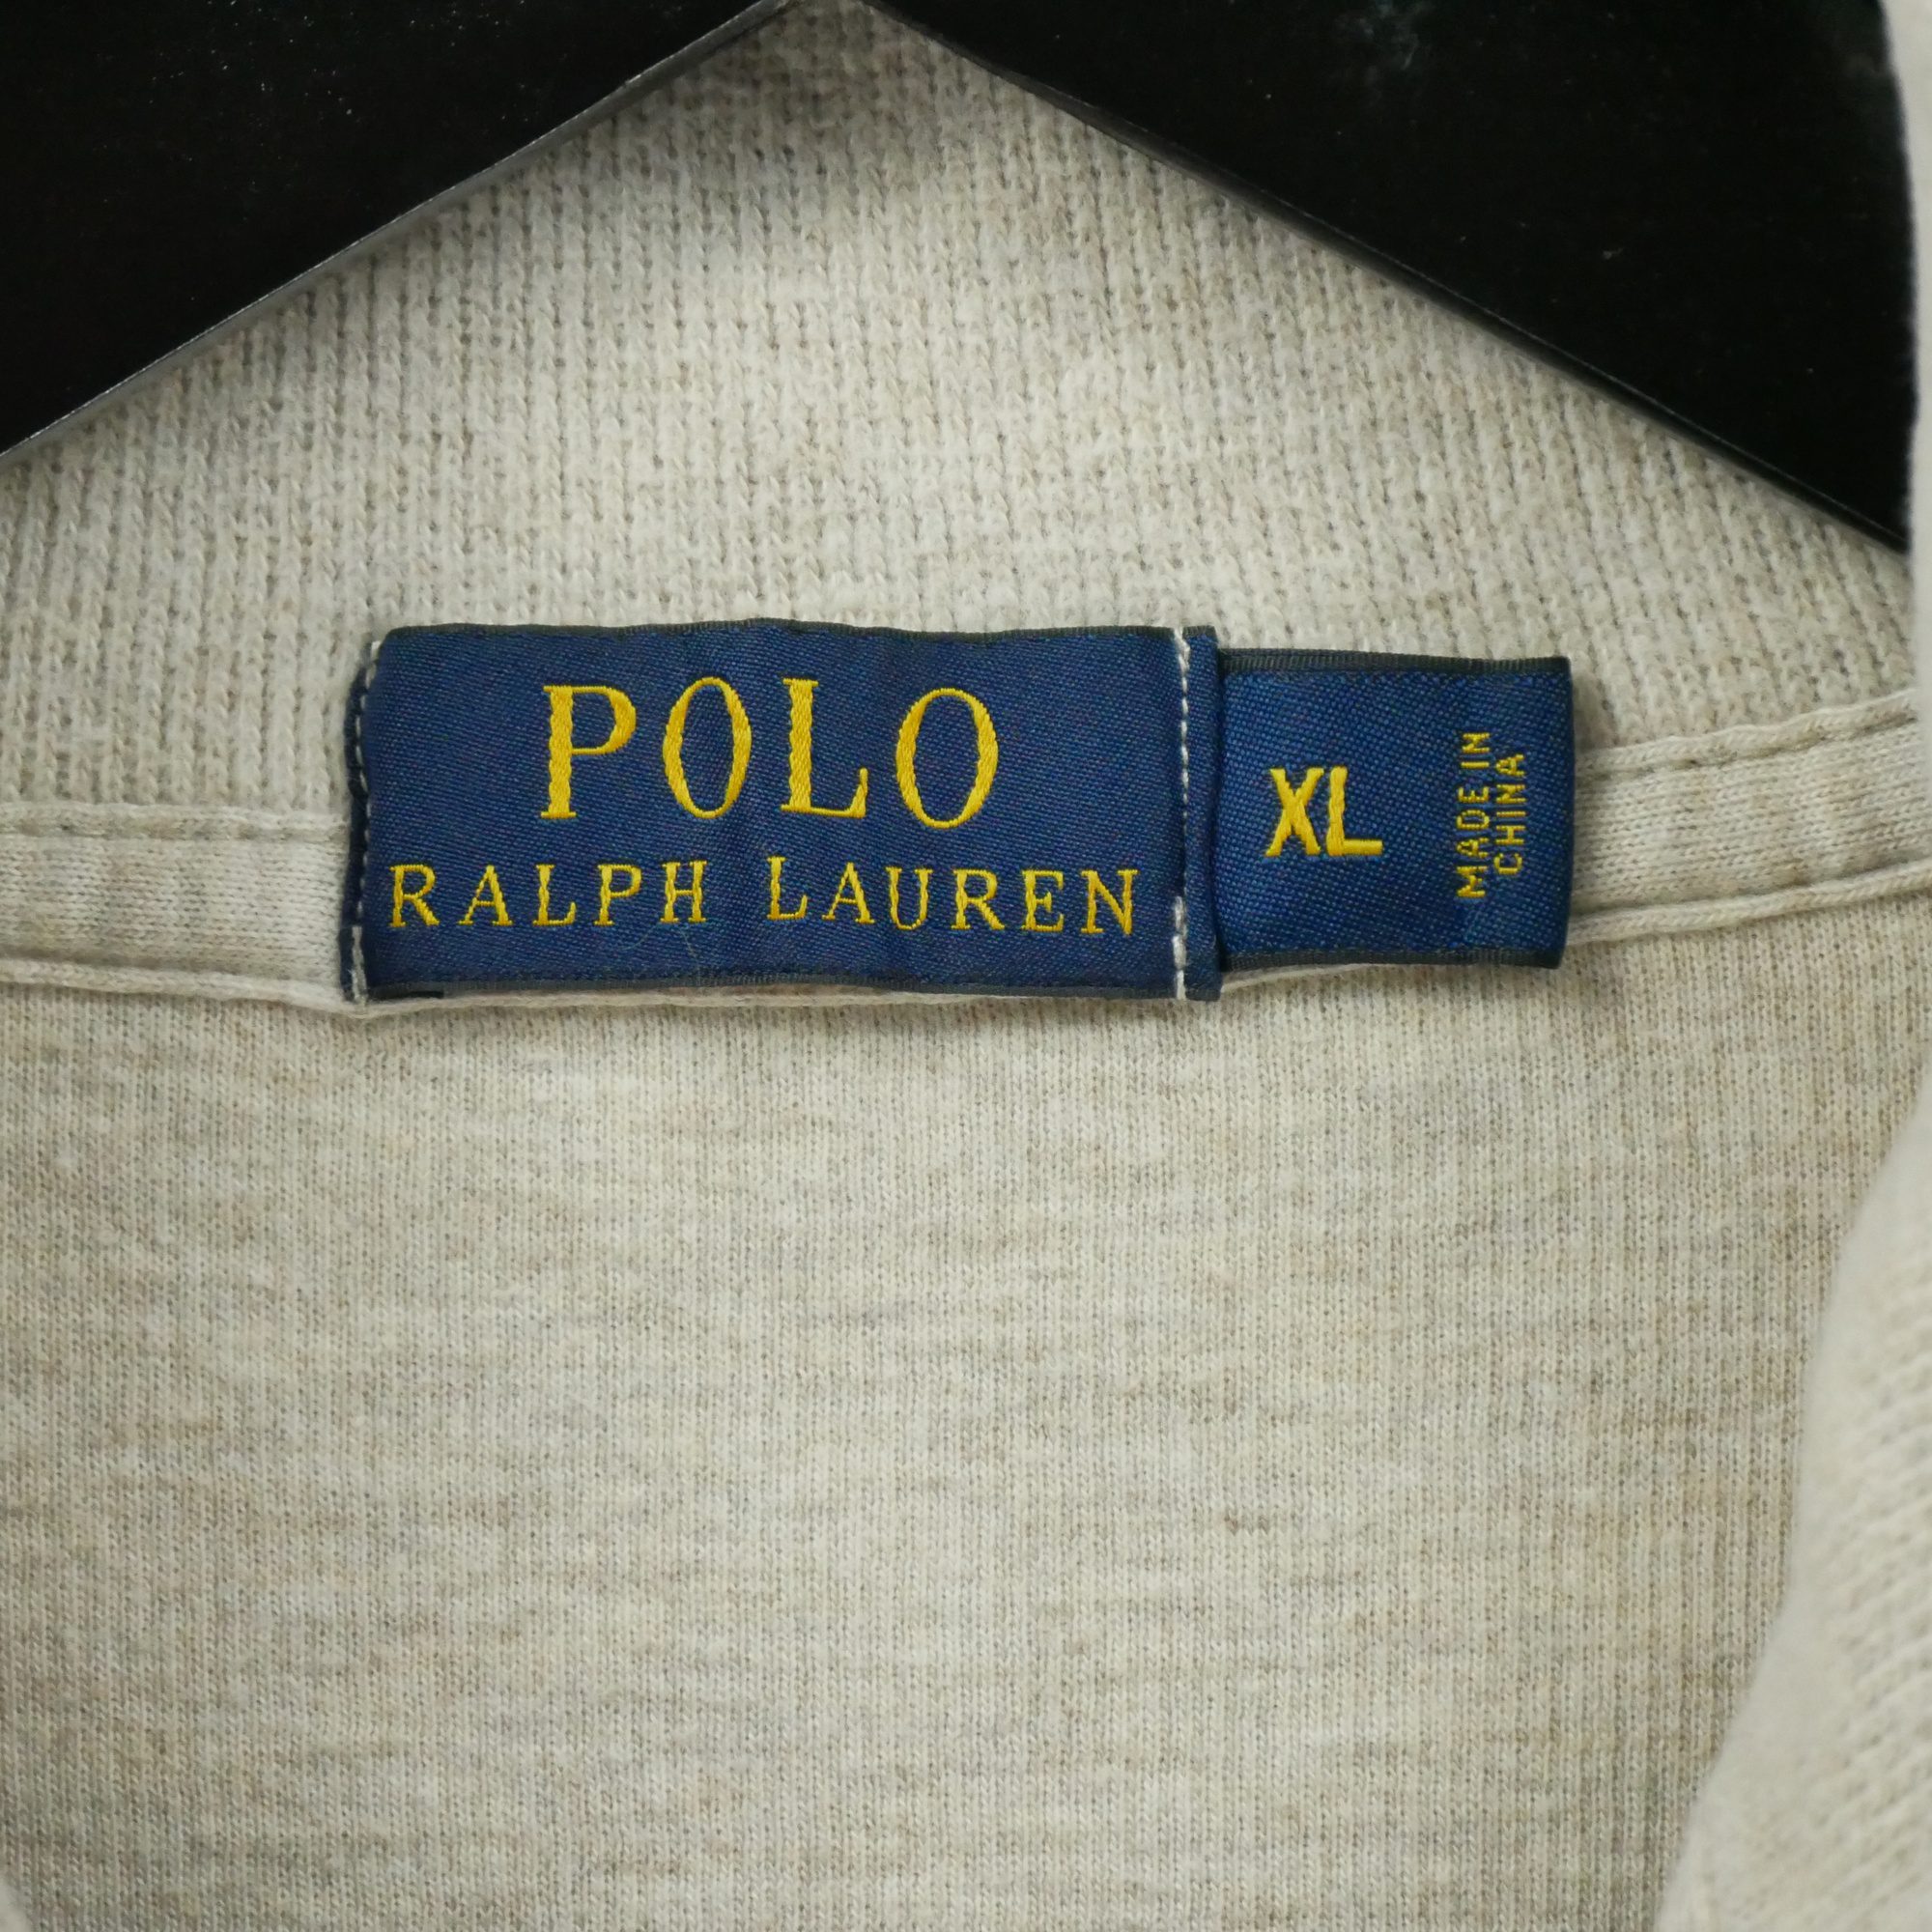 POLO
RALPH LAUREN
XL
MADE IN
CHINA